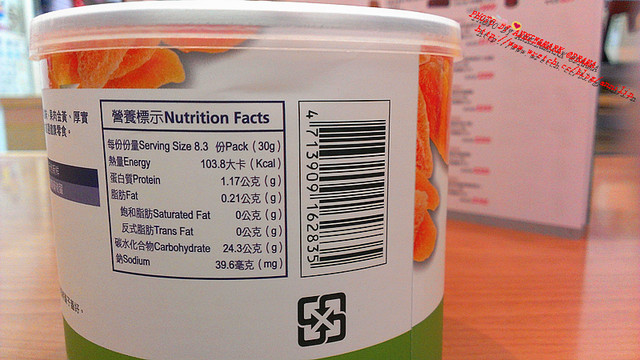 營養標示Nutrition Facts
每份份量Serving Size 8.3 份Pack (30g)
熱量Energy 103.8大卡 (Kcal)
蛋白質Protein 1.17公克 (g)
脂肪Fat 0.21公克 (g)
飽和脂肪Saturated Fat 0公克 (g)
反式脂肪Trans Fat 0公克 (g)
碳水化合物Carbohydrate 24.3公克 (g)
鈉Sodium 39.6毫克 (mg)
4713909162835
金黃、厚實
零食。